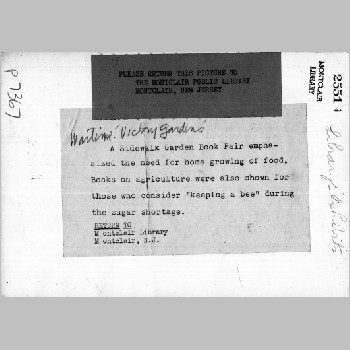 PLEASE RETURN THIS PICTURE TO
THE MONTCLAIR PUBLIC LIBRARY
MONTCLAIR, NEW JERSEY
Wartime: Victory Gardens
A Sidewalk Garden Book Fair empha-
sized the need for home growing of food,
Books on agriculture were also shown for
those who consider "keeping a bee" during
the sugar shortage.
RETURN TO
Montclair Library
Montclair, N.J.
P 7367
2551
MONTCLAIR
LIBRARY
Library: Exhibits